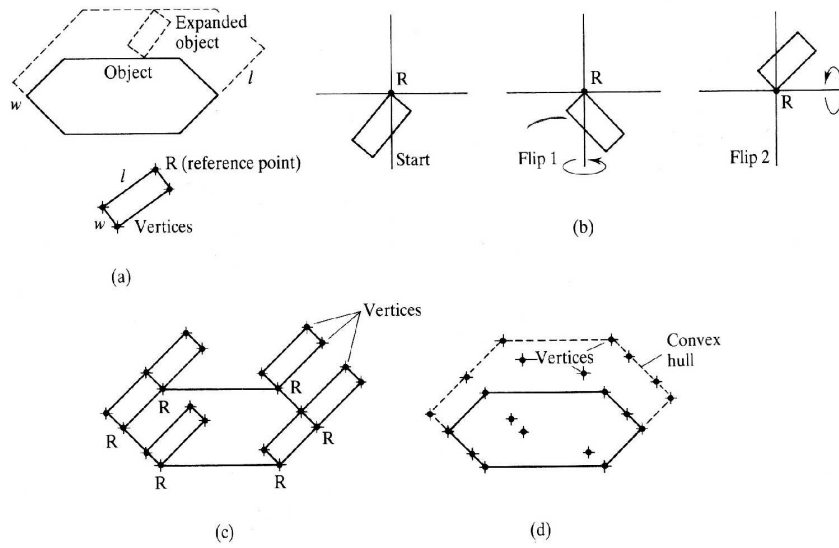 Expanded
object
Object
w
l
R (reference point)
l
w
Vertices
(a)
R
Start
R
Flip 1
R
Flip 2
(b)
Vertices
R
R
R
R
R
R
(c)
Vertices
Convex
hull
(d)